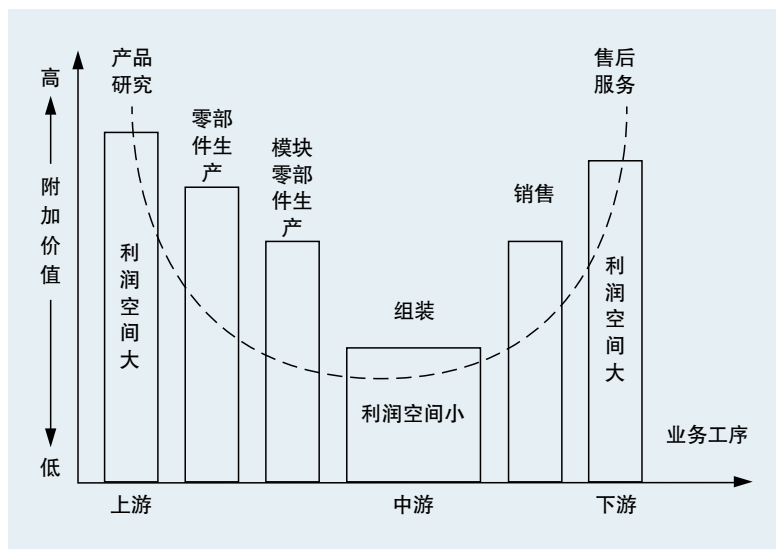 高
附
加
价
值
低
产品
研究
零部
件生
产
模块
零部
件生
产
组装
销售
售后
服务
利
润
空
间
大
利润空间小
利
润
空
间
大
业务工序
上游
中游
下游